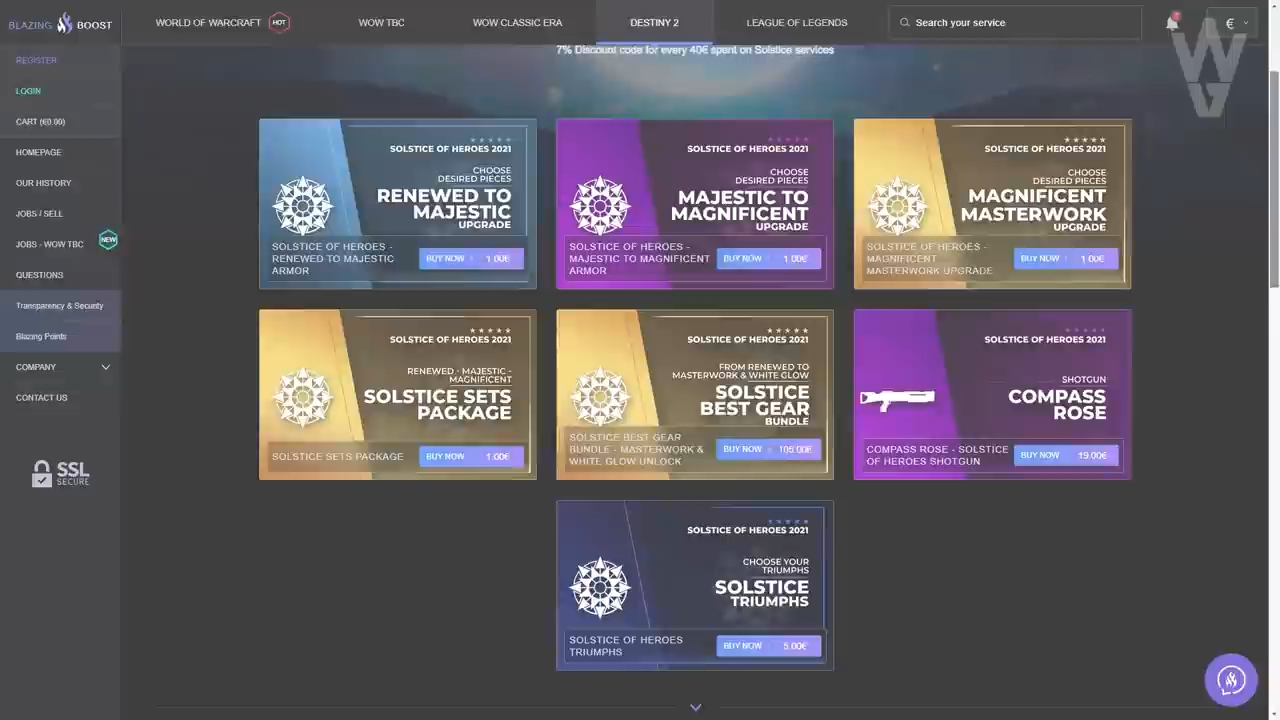 BLAZING BOOST
WORLD OF WARCRAFT HOT
WOW TBC
WOW CLASSIC ERA
DESTINY 2
LEAGUE OF LEGENDS
Search your service
€
REGISTER
LOGIN
CART (€0.00)
HOMEPAGE
OUR HISTORY
JOBS / SELL
JOBS - WOW TBC NEW
QUESTIONS
Transparency & Security
Blazing Points
COMPANY
CONTACT US
SSL
SECURE
7% Discount code for every 40€ spent on Solstice services
SOLSTICE OF HEROES 2021
CHOOSE
DESIRED PIECES
RENEWED TO
MAJESTIC
UPGRADE
SOLSTICE OF HEROES -
RENEWED TO MAJESTIC
ARMOR
BUY NOW 1.00€
SOLSTICE OF HEROES 2021
CHOOSE
DESIRED PIECES
MAJESTIC TO
MAGNIFICENT
UPGRADE
SOLSTICE OF HEROES -
MAJESTIC TO MAGNIFICENT
ARMOR
BUY NOW 1.00€
SOLSTICE OF HEROES 2021
CHOOSE
DESIRED PIECES
MAGNIFICENT
MASTERWORK
UPGRADE
SOLSTICE OF HEROES -
MAGNIFICENT
MASTERWORK UPGRADE
BUY NOW 1.00€
SOLSTICE OF HEROES 2021
RENEWED - MAJESTIC -
MAGNIFICENT
SOLSTICE SETS
PACKAGE
SOLSTICE SETS PACKAGE
BUY NOW 1.00€
SOLSTICE OF HEROES 2021
FROM RENEWED TO
MASTERWORK & WHITE GLOW
SOLSTICE
BEST GEAR
BUNDLE
SOLSTICE BEST GEAR
BUNDLE - MASTERWORK &
WHITE GLOW UNLOCK
BUY NOW 105.00€
SOLSTICE OF HEROES 2021
SHOTGUN
COMPASS
ROSE
COMPASS ROSE - SOLSTICE
OF HEROES SHOTGUN
BUY NOW 19.00€
SOLSTICE OF HEROES 2021
CHOOSE YOUR
TRIUMPHS
SOLSTICE
TRIUMPHS
SOLSTICE OF HEROES
TRIUMPHS
BUY NOW 5.00€